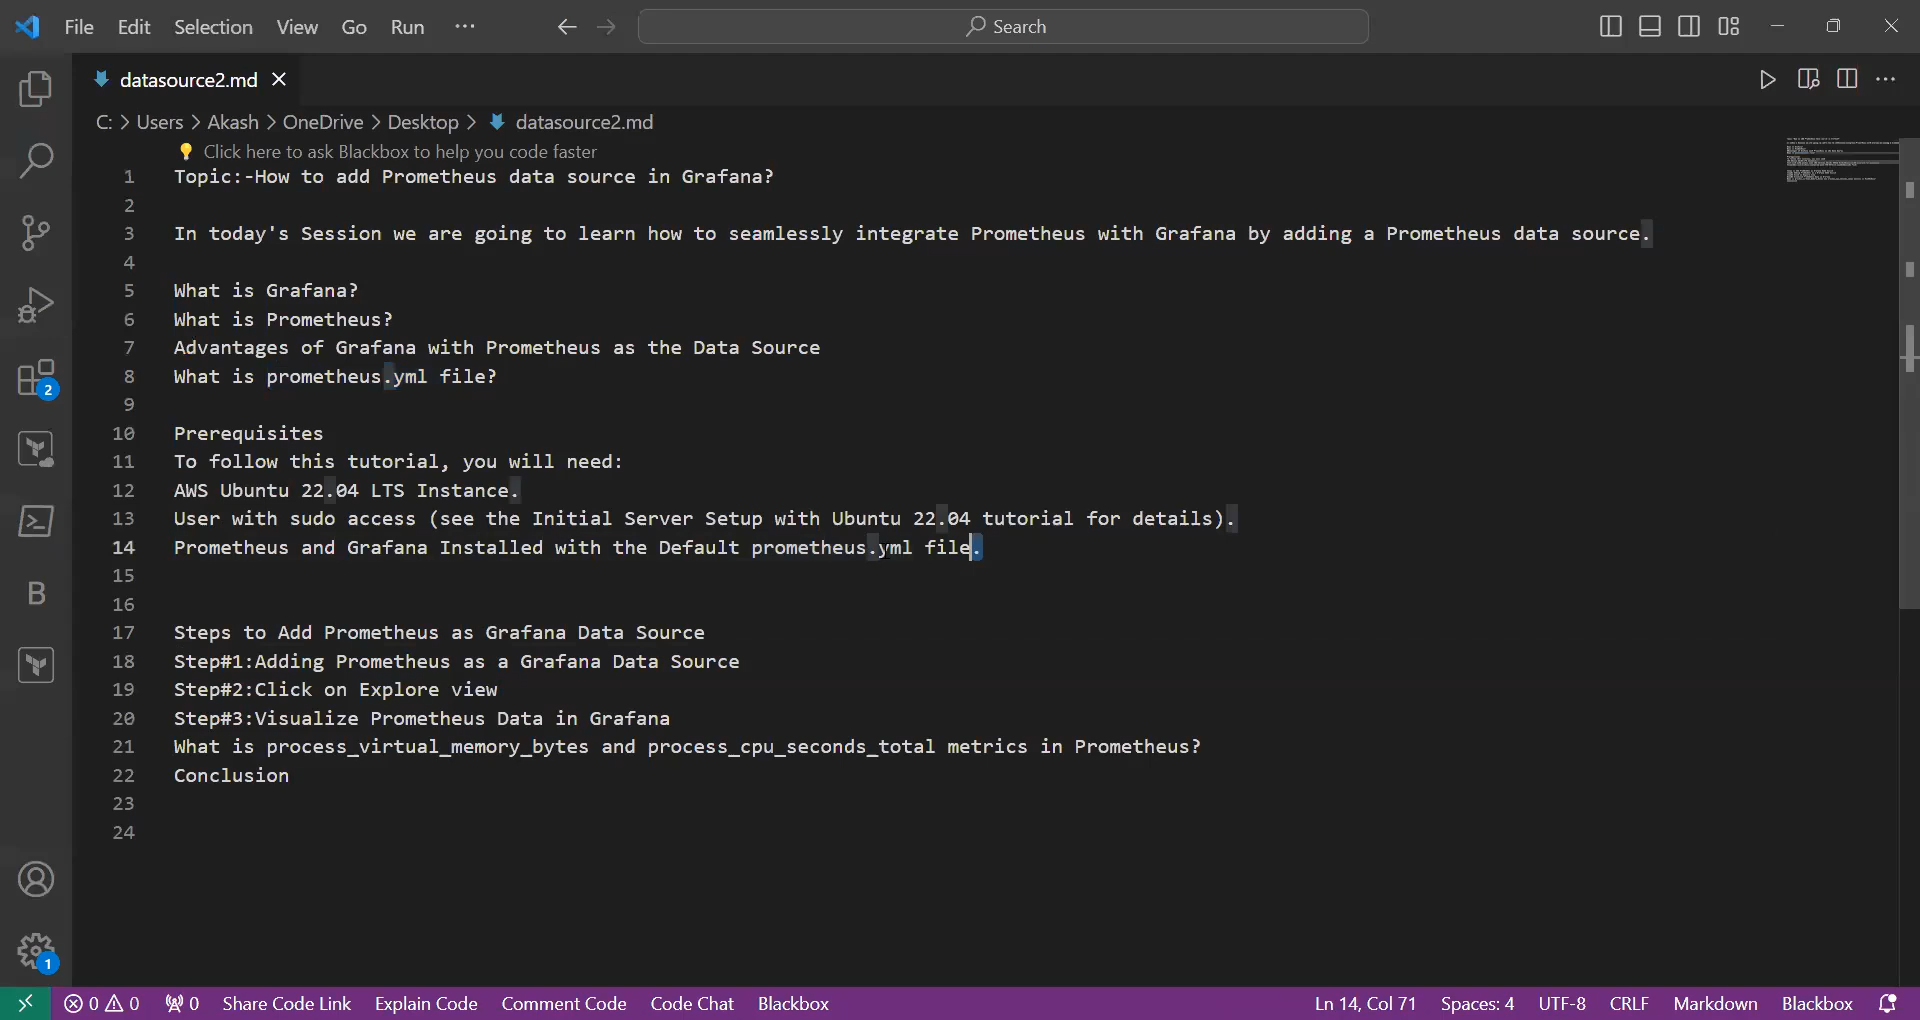 File Edit Selection View Go Run ··· Search
datasource2.md
C: > Users > Akash > OneDrive > Desktop > datasource2.md
Click here to ask Blackbox to help you code faster
1 Topic:-How to add Prometheus data source in Grafana?
2
3 In today's Session we are going to learn how to seamlessly integrate Prometheus with Grafana by adding a Prometheus data source.
4
5 What is Grafana?
6 What is Prometheus?
7 Advantages of Grafana with Prometheus as the Data Source
8 What is prometheus.yml file?
9
10 Prerequisites
11 To follow this tutorial, you will need:
12 AWS Ubuntu 22.04 LTS Instance.
13 User with sudo access (see the Initial Server Setup with Ubuntu 22.04 tutorial for details).
14 Prometheus and Grafana Installed with the Default prometheus.yml file.
15
16
17 Steps to Add Prometheus as Grafana Data Source
18 Step#1:Adding Prometheus as a Grafana Data Source
19 Step#2:Click on Explore view
20 Step#3:Visualize Prometheus Data in Grafana
21 What is process_virtual_memory_bytes and process_cpu_seconds_total metrics in Prometheus?
22 Conclusion
23
24
2
B
1
0 0 0 Share Code Link Explain Code Comment Code Code Chat Blackbox Ln 14, Col 71 Spaces: 4 UTF-8 CRLF Markdown Blackbox